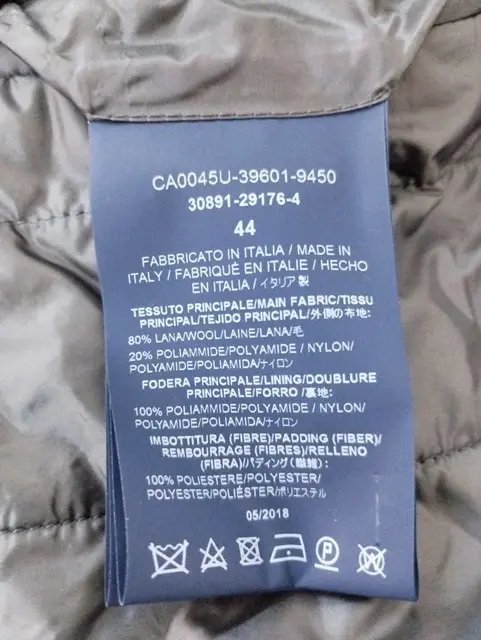 CA0045U-39601-9450
30891-29176-4
44
FABBRICATO IN ITALIA / MADE IN
ITALY / FABRIQUÉ EN ITALIE / HECHO
EN ITALIA / イタリア製
TESSUTO PRINCIPALE/MAIN FABRIC/TISSU
PRINCIPAL/TEJIDO PRINCIPAL/外側の布地:
80% LANA/WOOL/LAINE/LANA/毛
20% POLIAMMIDE/POLYAMIDE / NYLON/
POLYAMIDE/POLIAMIDA/ナイロン
FODERA PRINCIPALE/LINING/DOUBLURE
PRINCIPALE/FORRO /裏地:
100% POLIAMMIDE/POLYAMIDE / NYLON/
POLYAMIDE/POLIAMIDA/ナイロン
IMBOTTITURA (FIBRE)/PADDING (FIBER)/
REMBOURRAGE (FIBRES)/RELLENO
(FIBRA)/パディング(繊維):
100% POLIESTERE/POLYESTER/
POLYESTER/POLIÉSTER/ポリエステル
05/2018
P